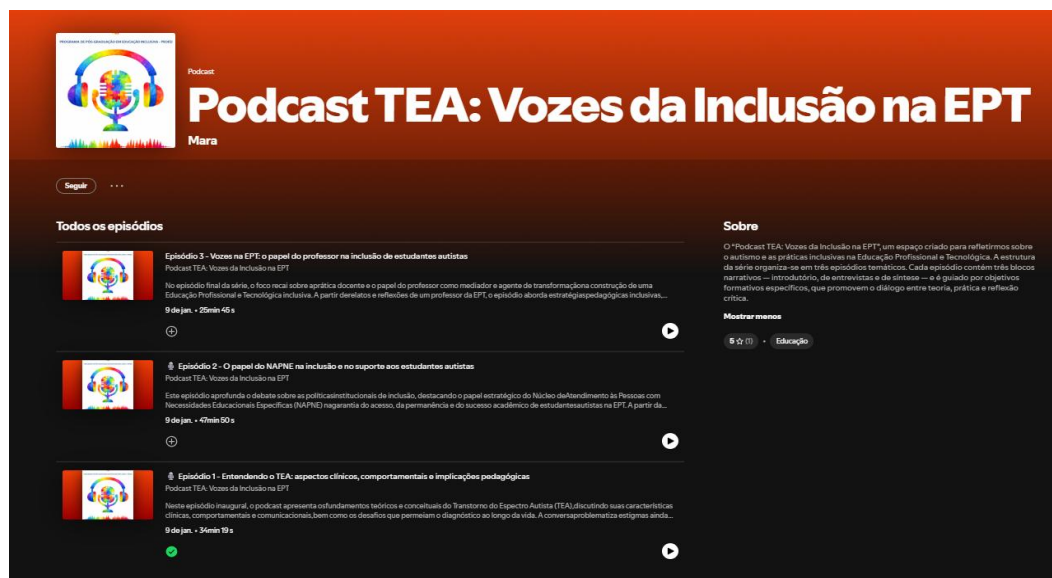 PROGRAMA DE PÓS-GRADUAÇÃO EM EDUCAÇÃO INCLUSIVA - PROFEI
Podcast
Podcast TEA: Vozes da Inclusão na EPT
Mara
Seguir
Todos os episódios
Episódio 3 - Vozes na EPT: o papel do professor na inclusão de estudantes autistas
Podcast TEA: Vozes da Inclusão na EPT
No episódio final da série, o foco recai sobre aprática docente e o papel do professor como mediador e agente de transformaçãona construção de uma
Educação Profissional e Tecnológica inclusiva. A partir derelatos e reflexões de um professor da EPT, o episódio aborda estratégiaspedagógicas inclusivas,...
9 de jan. • 25min 45 s
Episódio 2 - O papel do NAPNE na inclusão e no suporte aos estudantes autistas
Podcast TEA: Vozes da Inclusão na EPT
Este episódio aprofunda o debate sobre as políticasinstitucionais de inclusão, destacando o papel estratégico do Núcleo deAtendimento às Pessoas com
Necessidades Educacionais Específicas (NAPNE) nagarantia do acesso, da permanência e do sucesso acadêmico de estudantesautistas na EPT. A partir da...
9 de jan. • 47min 50 s
Episódio 1 - Entendendo o TEA: aspectos clínicos, comportamentais e implicações pedagógicas
Podcast TEA: Vozes da Inclusão na EPT
Neste episódio inaugural, o podcast apresenta osfundamentos teóricos e conceituais do Transtorno do Espectro Autista (TEA),discutindo suas características
clínicas, comportamentais e comunicacionais,bem como os desafios que permeiam o diagnóstico ao longo da vida. A conversaproblematiza estigmas ainda...
9 de jan. • 34min 19 s
Sobre
O "Podcast TEA: Vozes da Inclusão na EPT", um espaço criado para refletirmos sobre
o autismo e as práticas inclusivas na Educação Profissional e Tecnológica. A estrutura
da série organiza-se em três episódios temáticos. Cada episódio contém três blocos
narrativos — introdutório, de entrevistas e de síntese — e é guiado por objetivos
formativos específicos, que promovem o diálogo entre teoria, prática e reflexão
crítica.
Mostrar menos
5 ☆ (1) • Educação